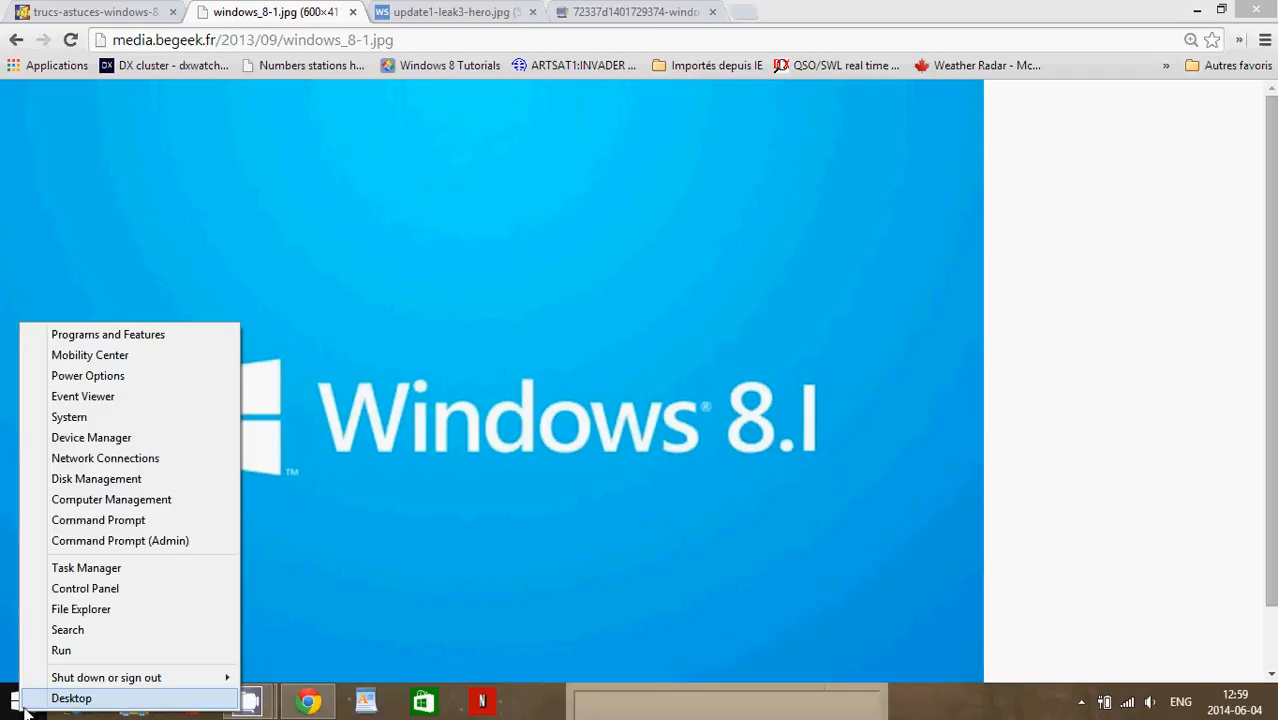 trucs-astuces-windows-8.
windows_8-1.jpg (600×41
update1-leak3-hero.jpg (5
72337d1401729374-windo
media.begeek.fr/2013/09/windows_8-1.jpg
Applications
DX DX cluster - dxwatch...
Numbers stations h...
Windows 8 Tutorials
ARTSAT1:INVADER ...
Importés depuis IE
QSO/SWL real time ...
Weather Radar - Mc...
»
Autres favoris
Windows® 8.1
™
Programs and Features
Mobility Center
Power Options
Event Viewer
System
Device Manager
Network Connections
Disk Management
Computer Management
Command Prompt
Command Prompt (Admin)
Task Manager
Control Panel
File Explorer
Search
Run
Shut down or sign out
Desktop
N
ENG
12:59
2014-06-04